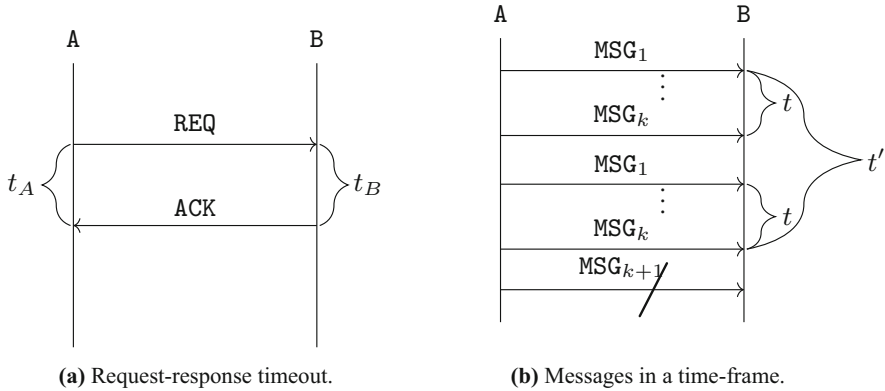 A B
REQ
t_A t_B
ACK
(a) Request-response timeout.
A B
MSG_1
⋮ t
MSG_k
t'
MSG_1
⋮ t
MSG_k
MSG_{k+1}
(b) Messages in a time-frame.